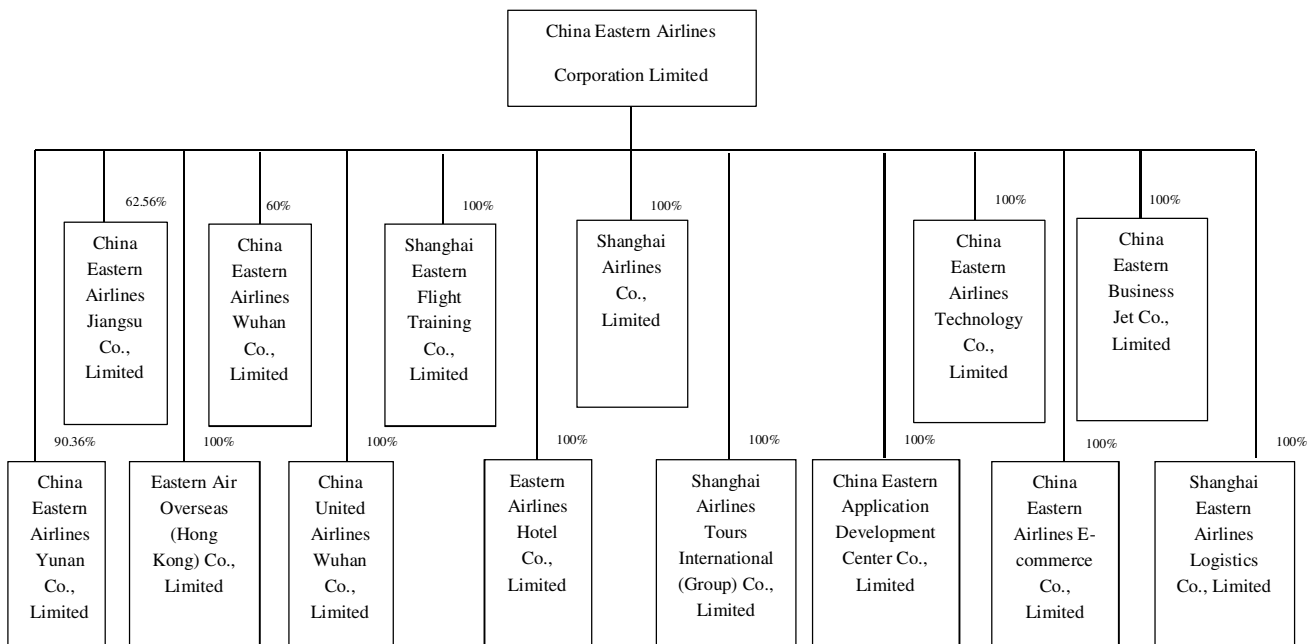 China Eastern Airlines
Corporation Limited
62.56%
China
Eastern
Airlines
Jiangsu
Co.,
Limited
60%
China
Eastern
Airlines
Wuhan
Co.,
Limited
100%
Shanghai
Eastern
Flight
Training
Co.,
Limited
100%
Shanghai
Airlines
Co.,
Limited
100%
China
Eastern
Airlines
Technology
Co.,
Limited
100%
China
Eastern
Business
Jet Co.,
Limited
90.36%
China
Eastern
Airlines
Yunan
Co.,
Limited
100%
Eastern Air
Overseas
(Hong
Kong) Co.,
Limited
100%
China
United
Airlines
Wuhan
Co.,
Limited
100%
Eastern
Airlines
Hotel
Co.,
Limited
100%
Shanghai
Airlines
Tours
International
(Group) Co.,
Limited
100%
China Eastern
Application
Development
Center Co.,
Limited
100%
China
Eastern
Airlines E-
commerce
Co.,
Limited
100%
Shanghai
Eastern
Airlines
Logistics
Co., Limited